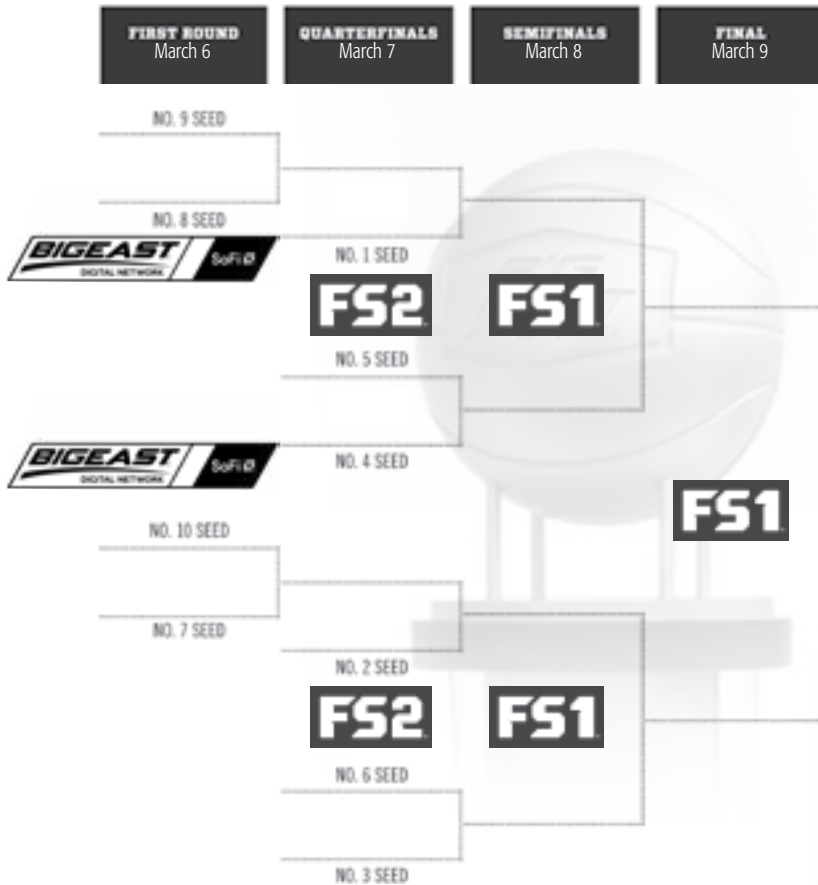 FIRST ROUND
March 6
QUARTERFINALS
March 7
SEMIFINALS
March 8
FINAL
March 9
NO. 9 SEED
NO. 8 SEED
BIGEAST
DIGITAL NETWORK
SoFi
NO. 1 SEED
FS2
FS1
NO. 5 SEED
BIGEAST
DIGITAL NETWORK
SoFi
NO. 4 SEED
FS1
NO. 10 SEED
NO. 7 SEED
NO. 2 SEED
FS2
FS1
NO. 6 SEED
NO. 3 SEED